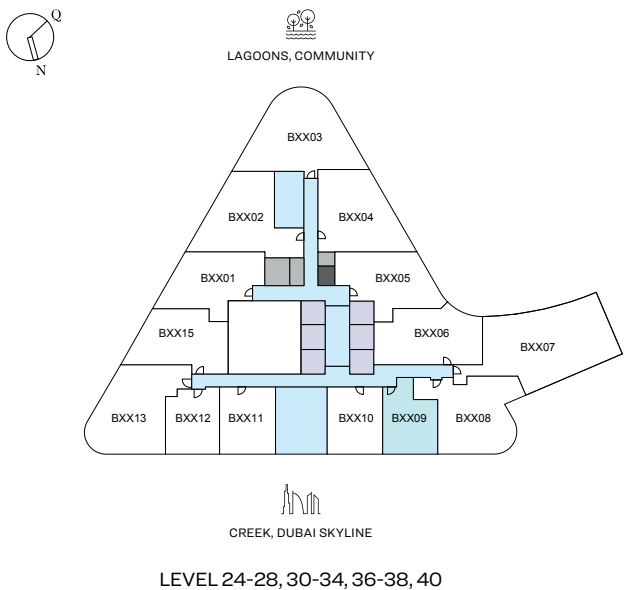 Q
N
LAGOONS, COMMUNITY
BXX03
BXX02 BXX04
BXX01 BXX05
BXX15 BXX06 BXX07
BXX13 BXX12 BXX11 BXX10 BXX09 BXX08
CREEK, DUBAI SKYLINE
LEVEL 24-28, 30-34, 36-38, 40